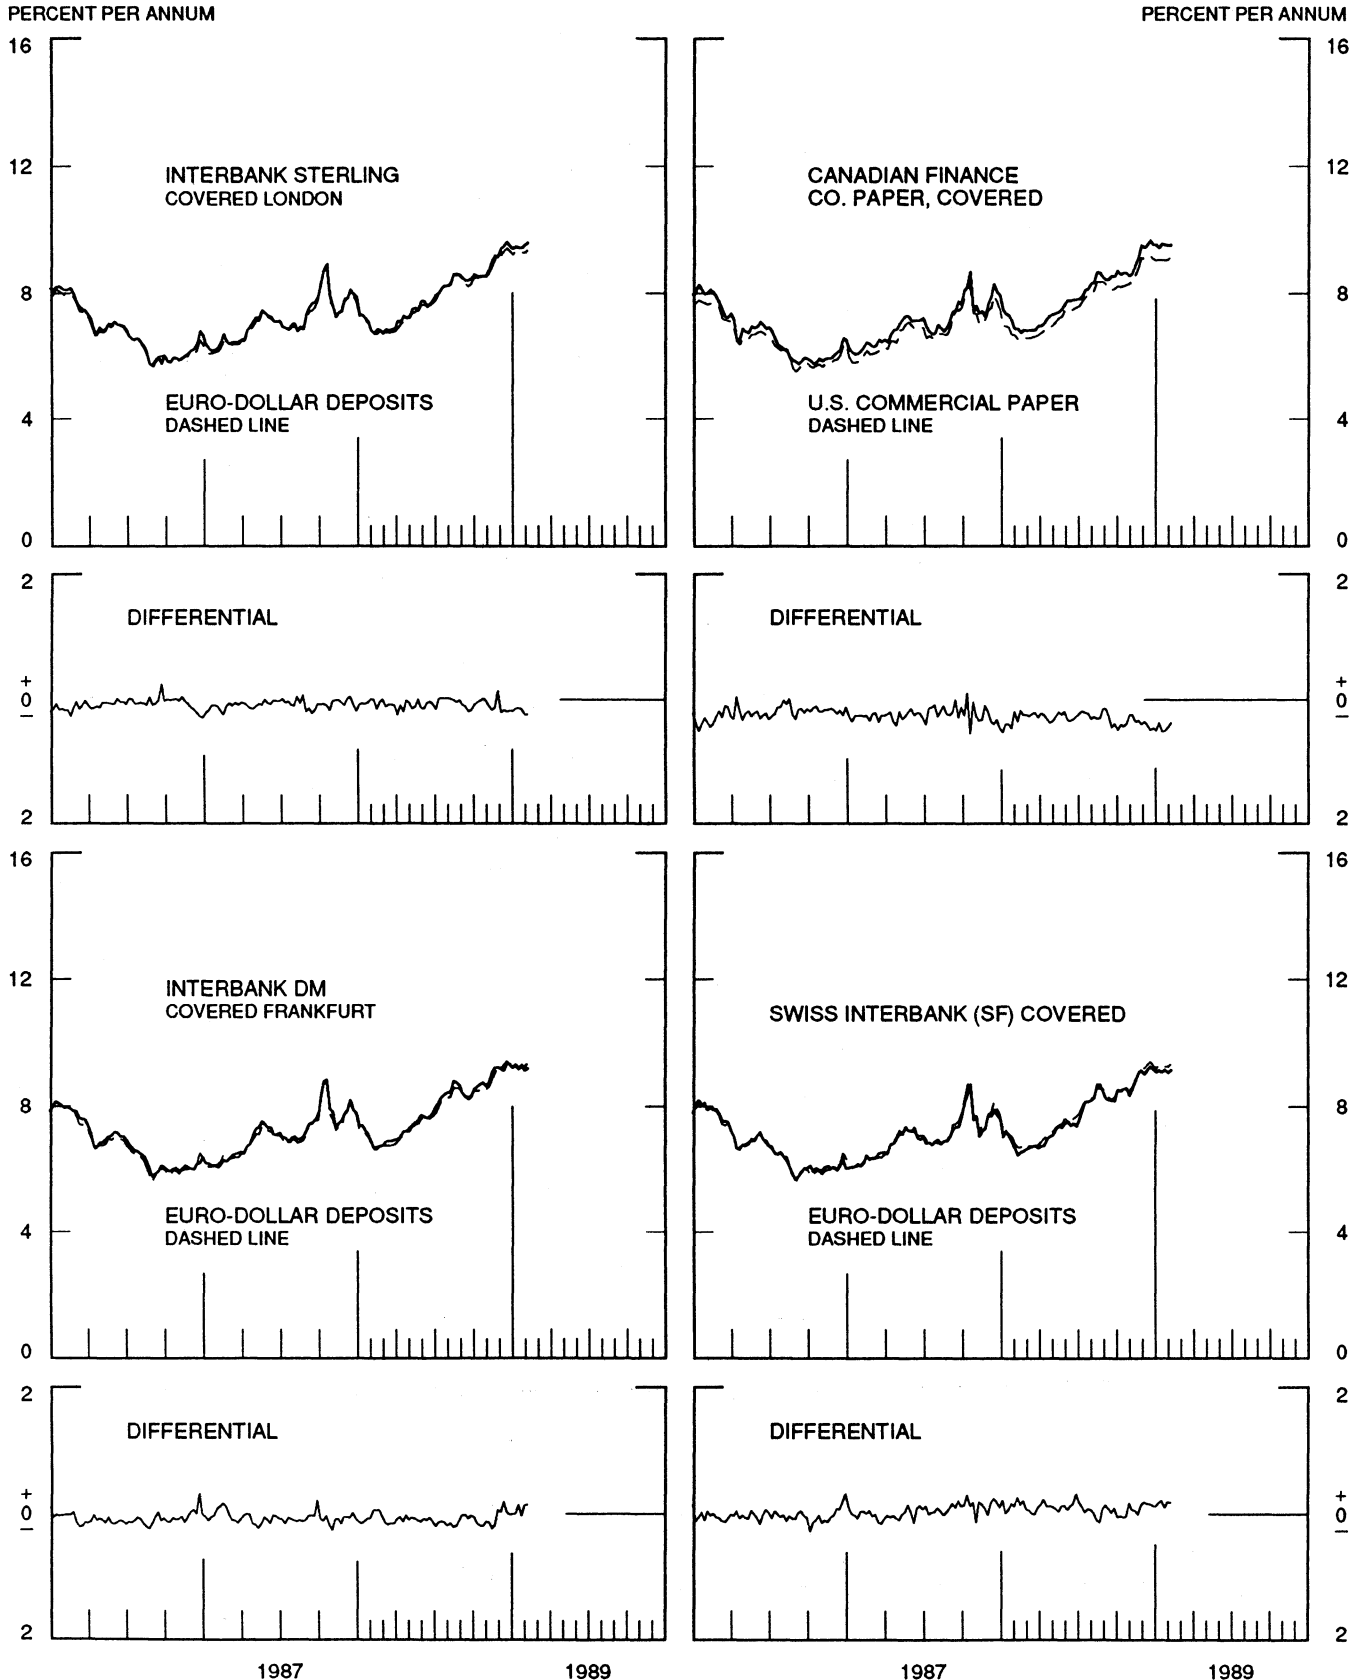 PERCENT PER ANNUM
PERCENT PER ANNUM
16
12
8
4
0
INTERBANK STERLING
COVERED LONDON
EURO-DOLLAR DEPOSITS
DASHED LINE
CANADIAN FINANCE
CO. PAPER, COVERED
U.S. COMMERCIAL PAPER
DASHED LINE
16
12
8
4
0
2
+
0
–
2
DIFFERENTIAL
DIFFERENTIAL
2
+
0
–
2
16
12
8
4
0
INTERBANK DM
COVERED FRANKFURT
EURO-DOLLAR DEPOSITS
DASHED LINE
SWISS INTERBANK (SF) COVERED
EURO-DOLLAR DEPOSITS
DASHED LINE
16
12
8
4
0
2
+
0
–
2
DIFFERENTIAL
DIFFERENTIAL
2
+
0
–
2
1987
1989
1987
1989